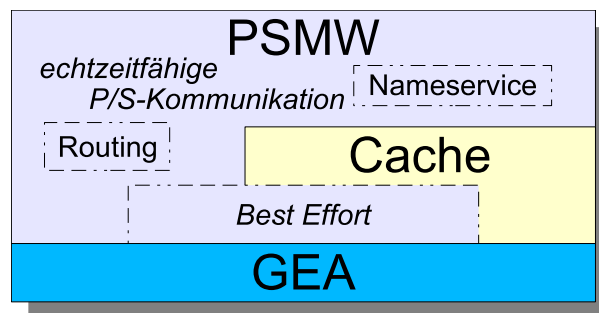 PSMW
echtzeitfähige
P/S-Kommunikation
Nameservice
Routing
Cache
Best Effort
GEA